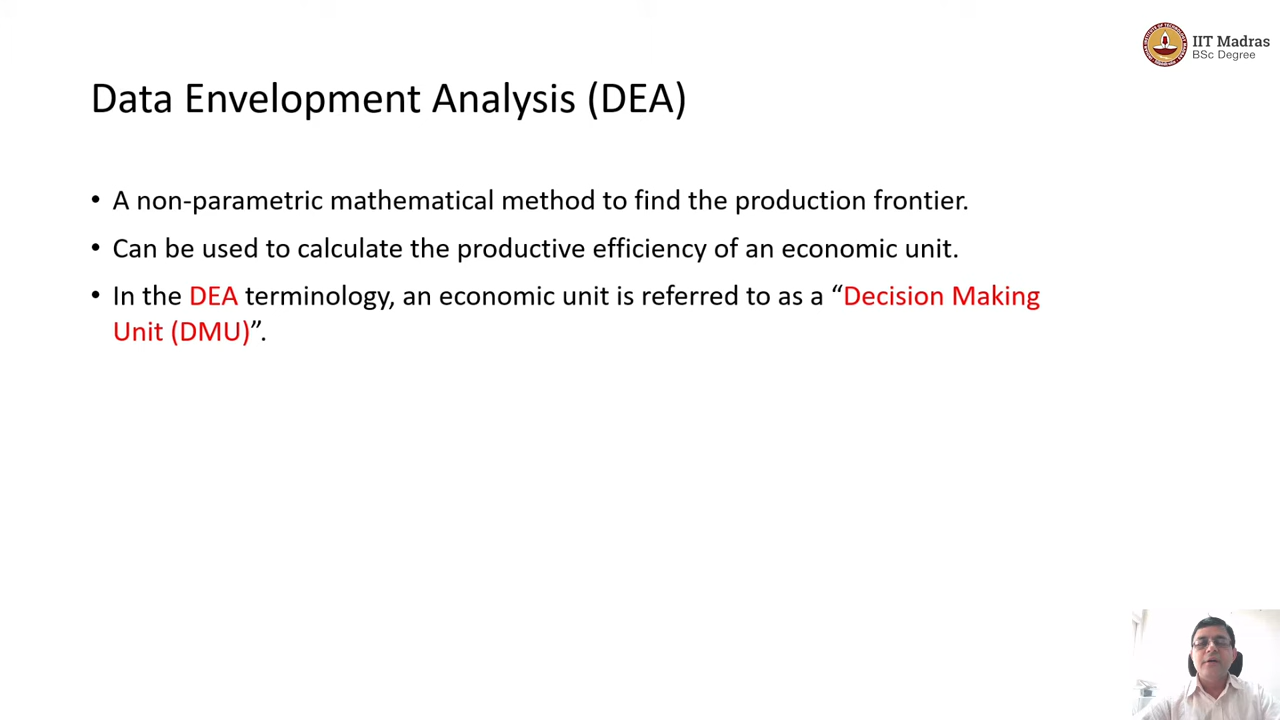 IIT Madras
BSc Degree
Data Envelopment Analysis (DEA)
• A non-parametric mathematical method to find the production frontier.
• Can be used to calculate the productive efficiency of an economic unit.
• In the DEA terminology, an economic unit is referred to as a “Decision Making
Unit (DMU)”.